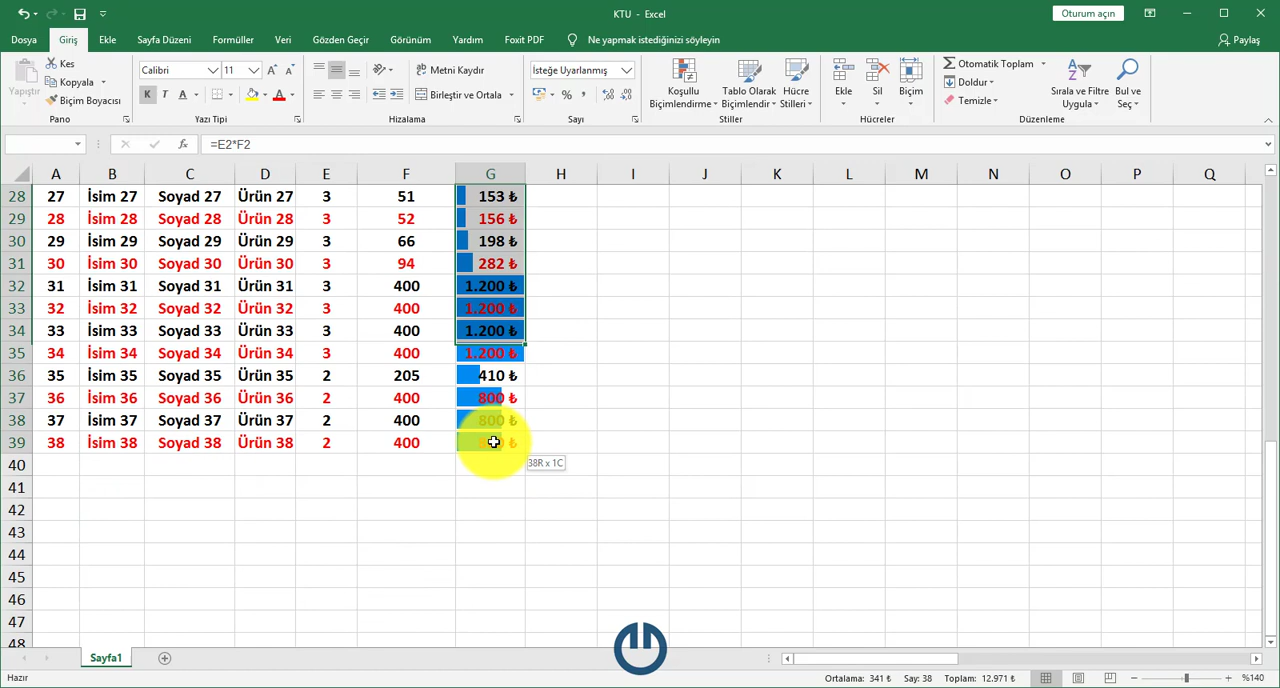 KTU - Excel
Oturum açın
Dosya Giriş Ekle Sayfa Düzeni Formüller Veri Gözden Geçir Görünüm Yardım Foxit PDF Ne yapmak istediğinizi söyleyin Paylaş
Yapıştır
Kes
Kopyala
Biçim Boyacısı
Pano
Calibri 11
K T A A
Yazı Tipi
Metni Kaydır
Birleştir ve Ortala
Hizalama
İsteğe Uyarlanmış
%
Sayı
Koşullu Biçimlendirme
Tablo Olarak Biçimlendir
Hücre Stilleri
Stiller
Ekle
Sil
Biçim
Hücreler
Otomatik Toplam
Doldur
Temizle
Sırala ve Filtre Uygula
Bul ve Seç
Düzenleme
fx =E2*F2
A B C D E F G H I J K L M N O P Q
28 27 İsim 27 Soyad 27 Ürün 27 3 51 153 ₺
29 28 İsim 28 Soyad 28 Ürün 28 3 52 156 ₺
30 29 İsim 29 Soyad 29 Ürün 29 3 66 198 ₺
31 30 İsim 30 Soyad 30 Ürün 30 3 94 282 ₺
32 31 İsim 31 Soyad 31 Ürün 31 3 400 1.200 ₺
33 32 İsim 32 Soyad 32 Ürün 32 3 400 1.200 ₺
34 33 İsim 33 Soyad 33 Ürün 33 3 400 1.200 ₺
35 34 İsim 34 Soyad 34 Ürün 34 3 400 1.200 ₺
36 35 İsim 35 Soyad 35 Ürün 35 2 205 410 ₺
37 36 İsim 36 Soyad 36 Ürün 36 2 400 800 ₺
38 37 İsim 37 Soyad 37 Ürün 37 2 400 800 ₺
39 38 İsim 38 Soyad 38 Ürün 38 2 400 ₺
40 38R x 1C
41
42
43
44
45
46
47
48
Sayfa1
Hazır Ortalama: 341 ₺ Say: 38 Toplam: 12.971 ₺ %140